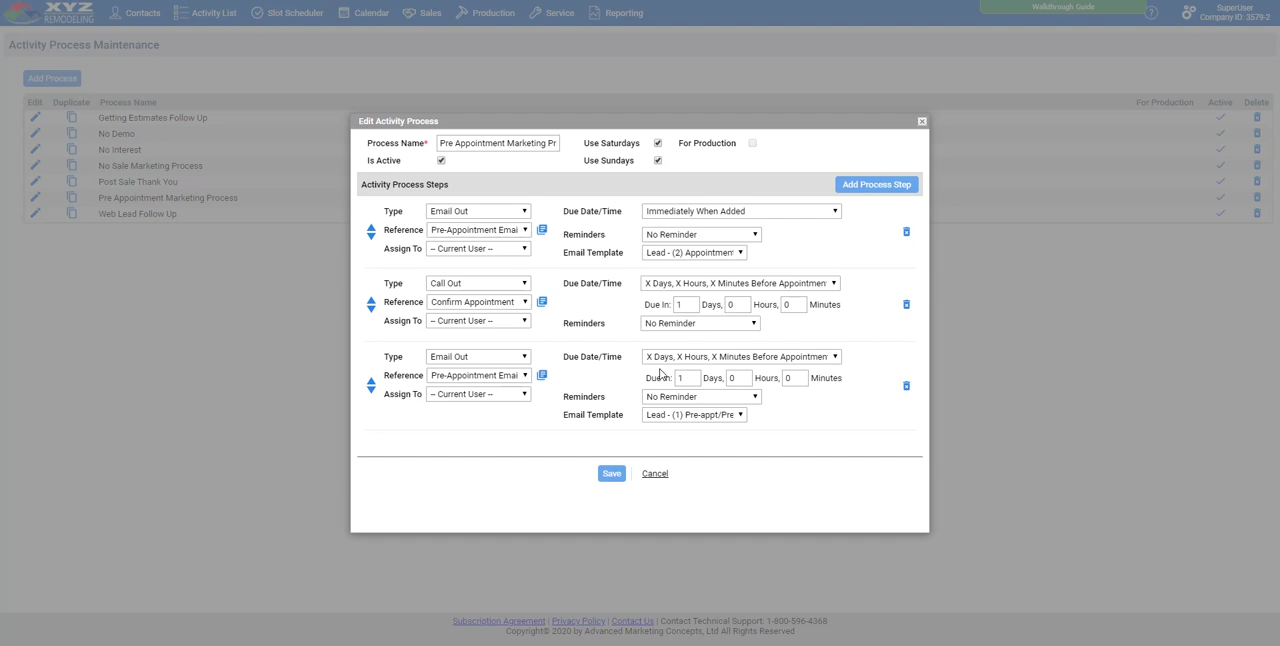 XYZ REMODELING Contacts Activity List Slot Scheduler Calendar Sales Production Service Reporting Walkthrough Guide ? SuperUser
Company ID: 3579-2
Activity Process Maintenance
Add Process
Edit Duplicate Process Name For Production Active Delete
Getting Estimates Follow Up
No Demo
No Interest
No Sale Marketing Process
Post Sale Thank You
Pre Appointment Marketing Process
Web Lead Follow Up
Edit Activity Process
Process Name* Pre Appointment Marketing Pr Use Saturdays For Production
Is Active Use Sundays
Activity Process Steps Add Process Step
Type Email Out Due Date/Time Immediately When Added
Reference Pre-Appointment Emai Reminders No Reminder
Assign To -- Current User -- Email Template Lead - (2) Appointment
Type Call Out Due Date/Time X Days, X Hours, X Minutes Before Appointmen
Reference Confirm Appointment Due In: 1 Days, 0 Hours, 0 Minutes
Assign To -- Current User -- Reminders No Reminder
Type Email Out Due Date/Time X Days, X Hours, X Minutes Before Appointmen
Reference Pre-Appointment Emai Due In: 1 Days, 0 Hours, 0 Minutes
Assign To -- Current User -- Reminders No Reminder
Email Template Lead - (1) Pre-appt/Pre
Save Cancel
Subscription Agreement | Privacy Policy | Contact Us | Contact Technical Support: 1-800-596-4368
Copyright© 2020 by Advanced Marketing Concepts, Ltd All Rights Reserved